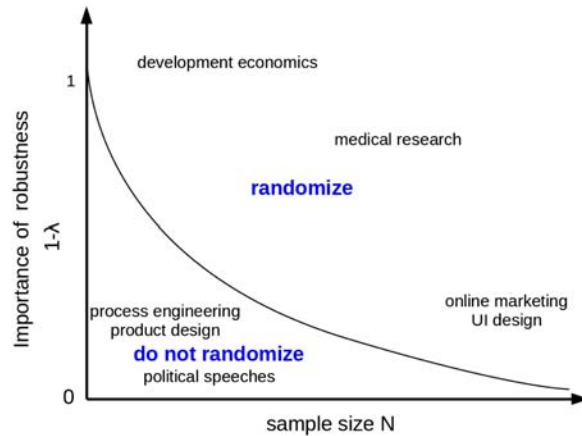 development economics
1
medical research
randomize
Importance of robustness
1-λ
online marketing
UI design
process engineering
product design
do not randomize
political speeches
0
sample size N